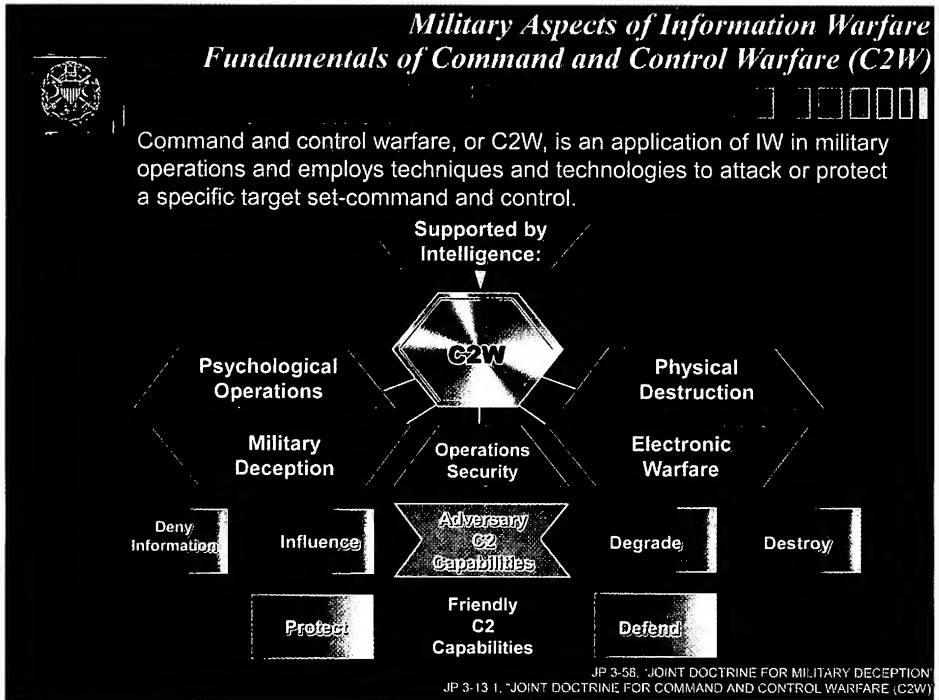 Military Aspects of Information Warfare
Fundamentals of Command and Control Warfare (C2W)
Command and control warfare, or C2W, is an application of IW in military
operations and employs techniques and technologies to attack or protect
a specific target set-command and control.
Supported by
Intelligence:
C2W
Psychological
Operations
Physical
Destruction
Military
Deception
Operations
Security
Electronic
Warfare
Deny
Information
Influence
Adversary
C2
Capabilities
Degrade
Destroy
Protect
Friendly
C2
Capabilities
Defend
JP 3-58, "JOINT DOCTRINE FOR MILITARY DECEPTION"
JP 3-13 1, "JOINT DOCTRINE FOR COMMAND AND CONTROL WARFARE (C2W)"